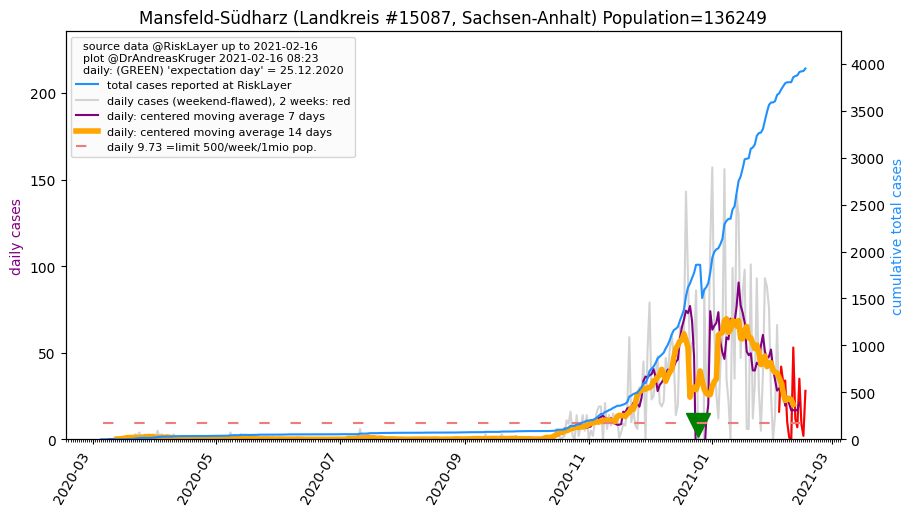 Mansfeld-Südharz (Landkreis #15087, Sachsen-Anhalt) Population=136249
source data @RiskLayer up to 2021-02-16
plot @DrAndreasKruger 2021-02-16 08:23
daily: (GREEN) 'expectation day' = 25.12.2020
total cases reported at RiskLayer
daily cases (weekend-flawed), 2 weeks: red
daily: centered moving average 7 days
daily: centered moving average 14 days
daily 9.73 =limit 500/week/1mio pop.
daily cases
200
150
100
50
0
cumulative total cases
4000
3500
3000
2500
2000
1500
1000
500
0
2020-03
2020-05
2020-07
2020-09
2020-11
2021-01
2021-03